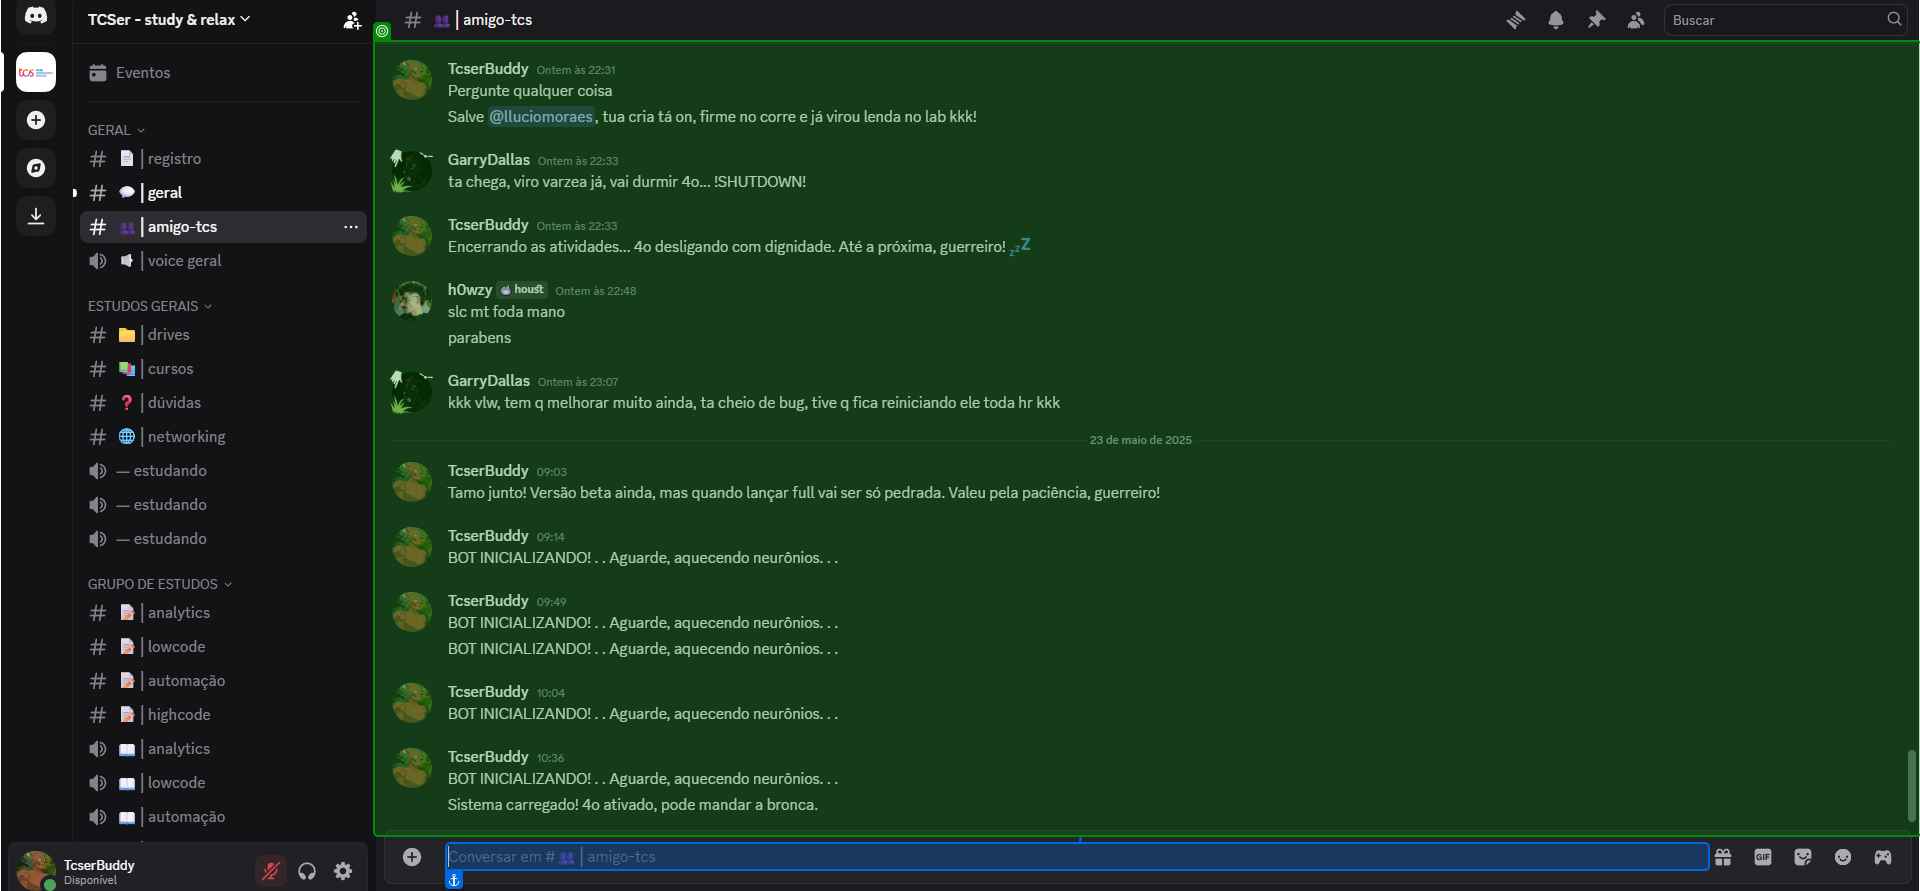 TCSer - study & relax
Eventos
GERAL
registro
geral
amigo-tcs
voice geral
ESTUDOS GERAIS
drives
cursos
dúvidas
networking
— estudando
— estudando
— estudando
GRUPO DE ESTUDOS
analytics
lowcode
automação
highcode
analytics
lowcode
automação
TcserBuddy
Disponível
amigo-tcs
Buscar
TcserBuddy Ontem às 22:31
Pergunte qualquer coisa
Salve @lluciomoraes, tua cria tá on, firme no corre e já virou lenda no lab kkk!
GarryDallas Ontem às 22:33
ta chega, viro varzea já, vai durmir 4o... !SHUTDOWN!
TcserBuddy Ontem às 22:33
Encerrando as atividades... 4o desligando com dignidade. Até a próxima, guerreiro! 💤
h0wzy houst Ontem às 22:48
slc mt foda mano
parabens
GarryDallas Ontem às 23:07
kkk vlw, tem q melhorar muito ainda, ta cheio de bug, tive q fica reiniciando ele toda hr kkk
23 de maio de 2025
TcserBuddy 09:03
Tamo junto! Versão beta ainda, mas quando lançar full vai ser só pedrada. Valeu pela paciência, guerreiro!
TcserBuddy 09:14
BOT INICIALIZANDO! . . Aguarde, aquecendo neurônios. . .
TcserBuddy 09:49
BOT INICIALIZANDO! . . Aguarde, aquecendo neurônios. . .
BOT INICIALIZANDO! . . Aguarde, aquecendo neurônios. . .
TcserBuddy 10:04
BOT INICIALIZANDO! . . Aguarde, aquecendo neurônios. . .
TcserBuddy 10:36
BOT INICIALIZANDO! . . Aguarde, aquecendo neurônios. . .
Sistema carregado! 4o ativado, pode mandar a bronca.
Conversar em # 👥 | amigo-tcs
GIF